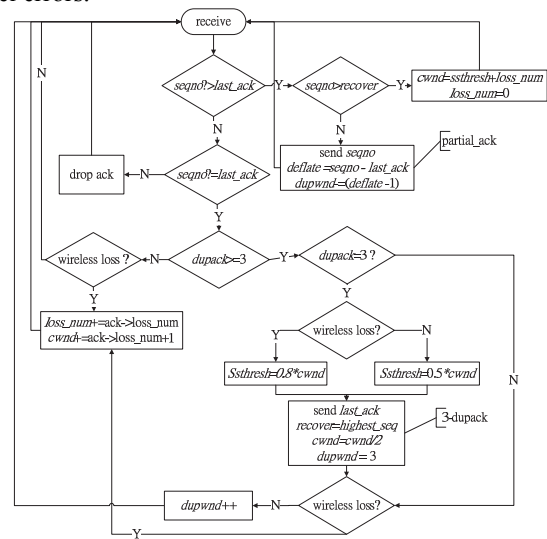 er errors.
receive
seqno!>last_ack
Y
seqno>recover
Y
cwnd=ssthresh+loss_num
loss_num=0
N
N
N
partial_ack
send seqno
deflate =seqno - last_ack
dupwnd-=(deflate -1)
drop ack
N
seqno!=last_ack
Y
wireless loss ?
N
dupack>=3
Y
dupack=3 ?
Y
Y
loss_num+=ack->loss_num
cwnd+=ack->loss_num+1
Y
wireless loss?
N
Ssthresh=0.8*cwnd
Ssthresh=0.5*cwnd
N
send last_ack
recover=highest_seq
cwnd=cwnd/2
dupwnd = 3
3-dupack
dupwnd++
N
wireless loss?
Y